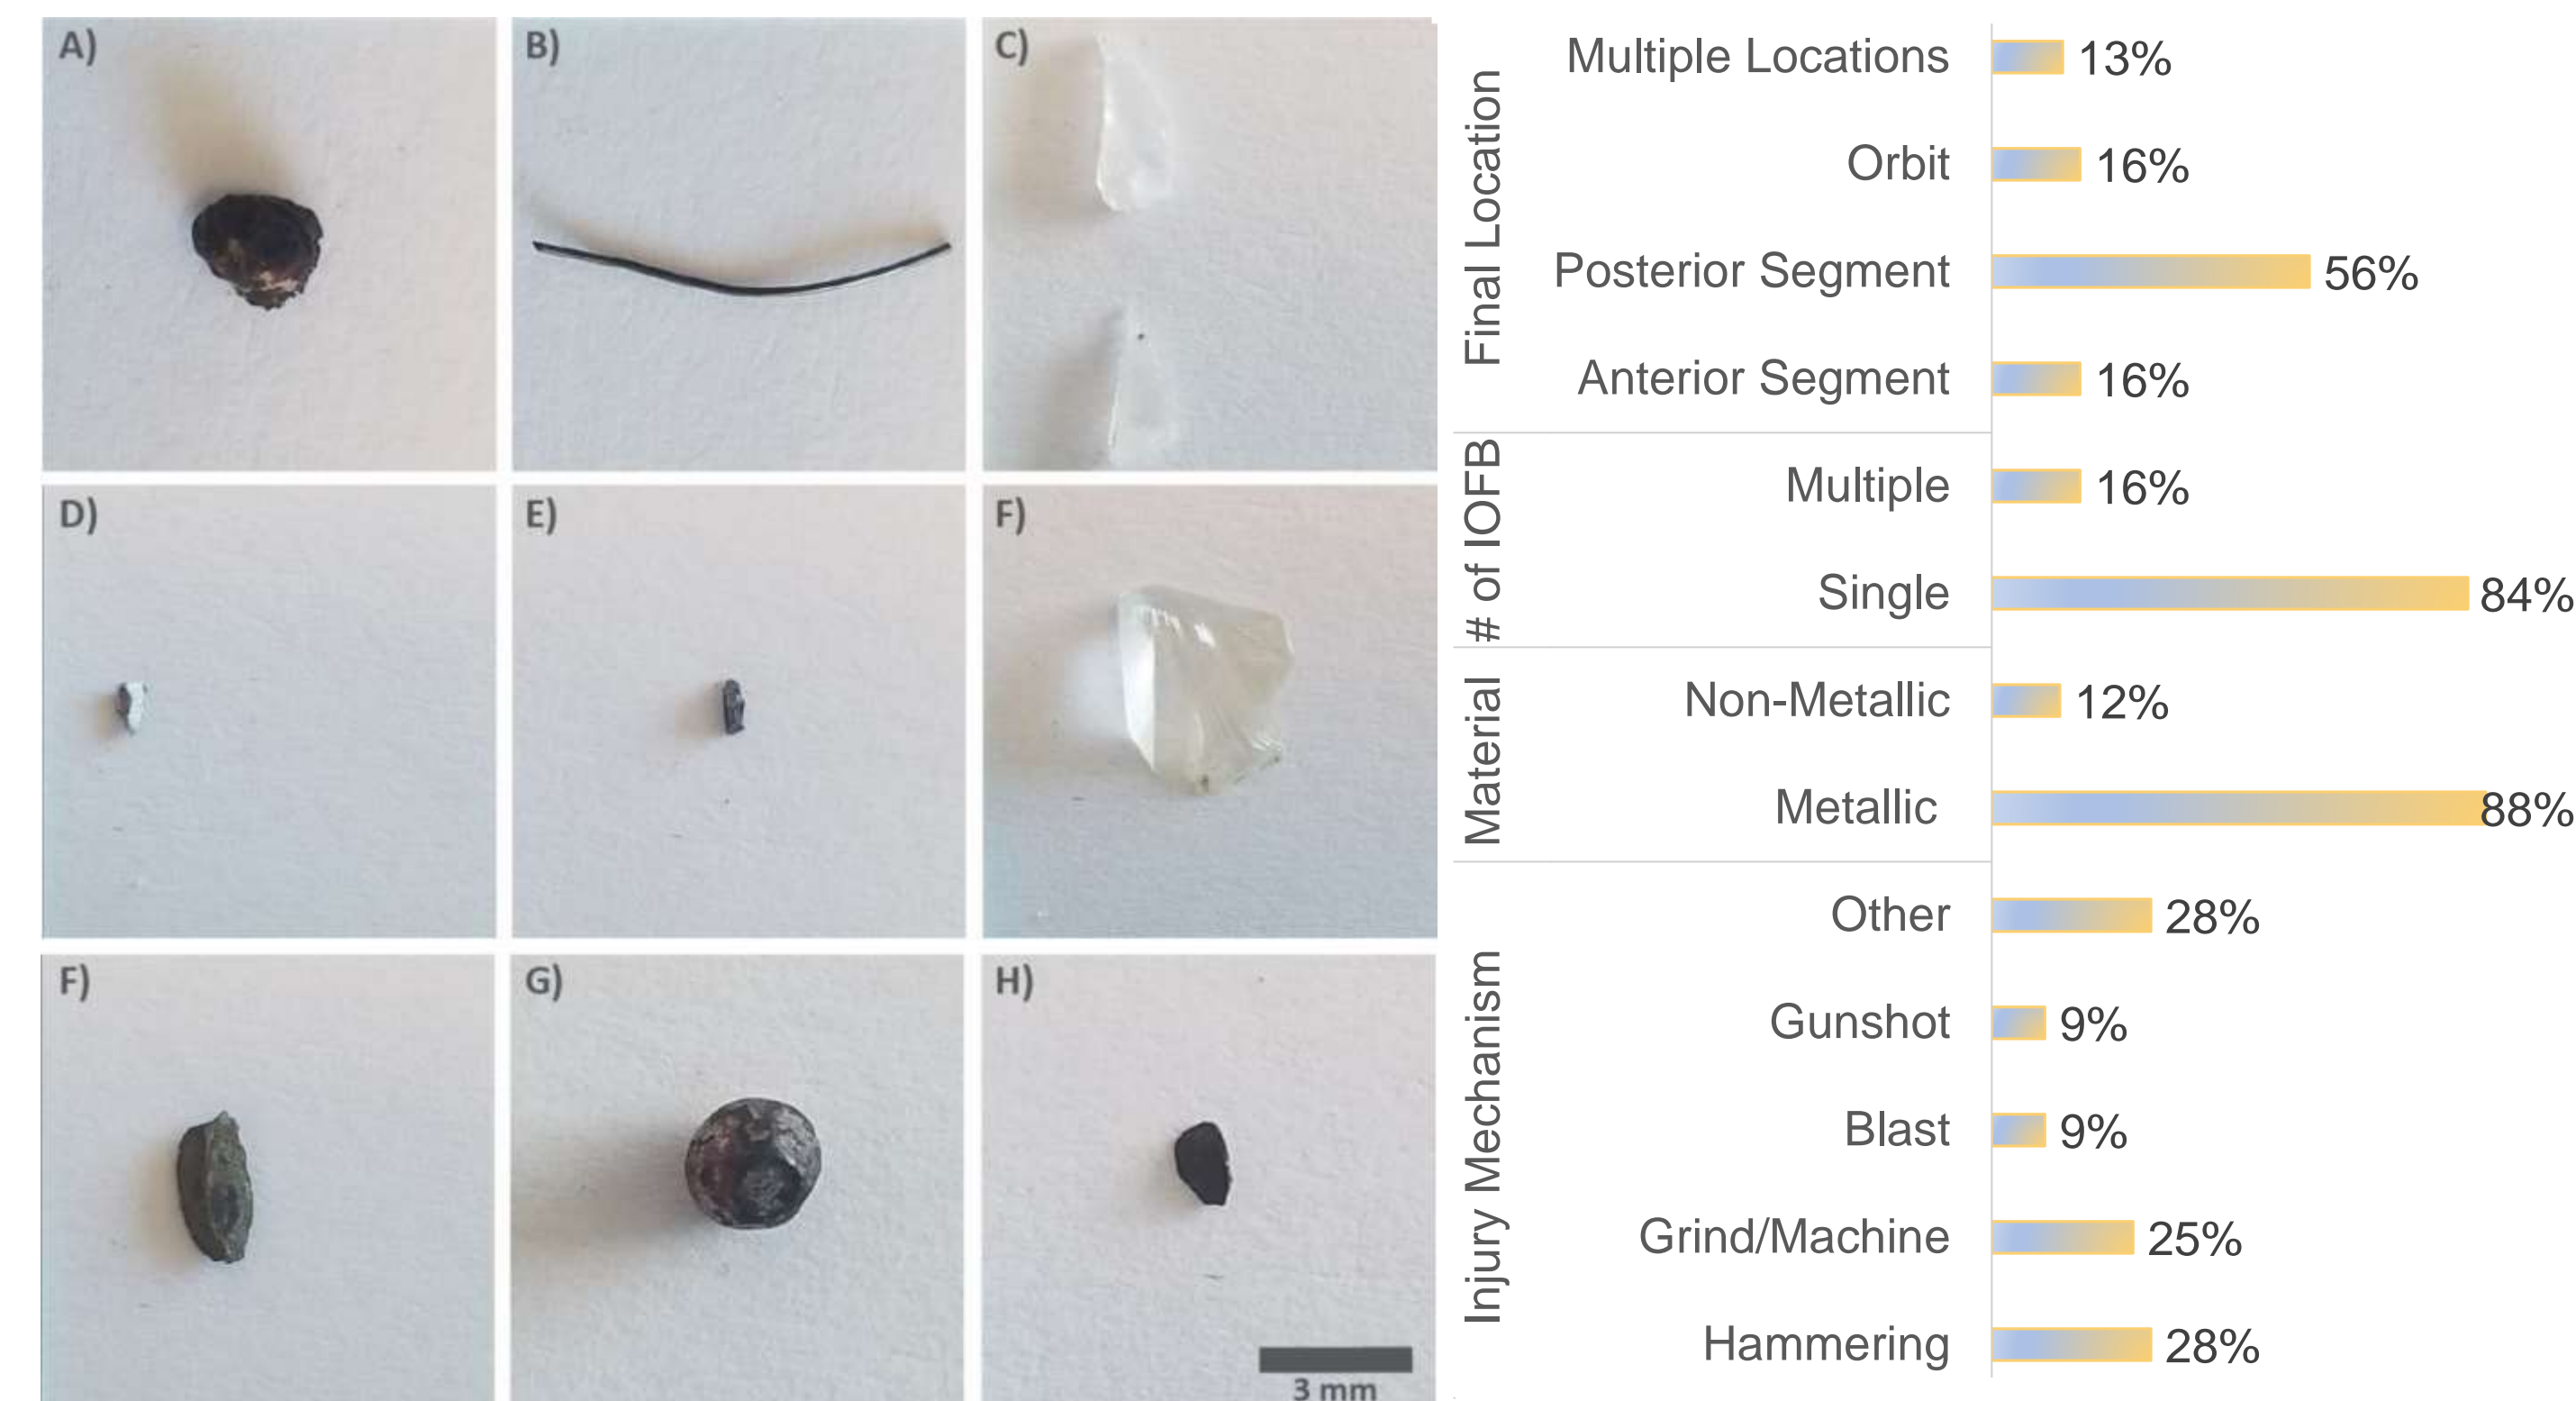 A)
B)
C)
D)
E)
F)
F)
G)
H)
3 mm
Final Location
Multiple Locations 13%
Orbit 16%
Posterior Segment 56%
Anterior Segment 16%
# of IOFB
Multiple 16%
Single 84%
Material
Non-Metallic 12%
Metallic 88%
Injury Mechanism
Other 28%
Gunshot 9%
Blast 9%
Grind/Machine 25%
Hammering 28%